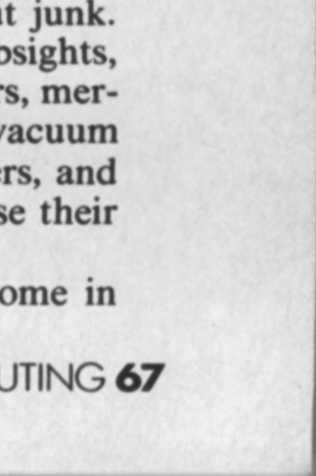 t junk.
osights,
rs, mer-
vacuum
ers, and
se their
ome in
UTING 67